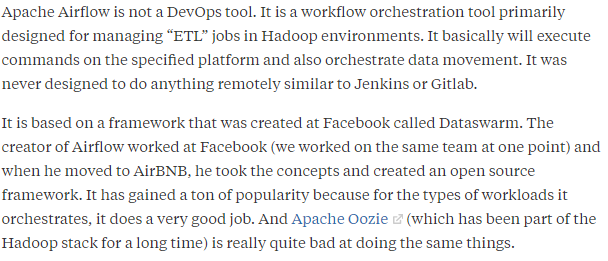 Apache Airflow is not a DevOps tool. It is a workflow orchestration tool primarily
designed for managing “ETL” jobs in Hadoop environments. It basically will execute
commands on the specified platform and also orchestrate data movement. It was
never designed to do anything remotely similar to Jenkins or Gitlab.
It is based on a framework that was created at Facebook called Dataswarm. The
creator of Airflow worked at Facebook (we worked on the same team at one point) and
when he moved to AirBNB, he took the concepts and created an open source
framework. It has gained a ton of popularity because for the types of workloads it
orchestrates, it does a very good job. And Apache Oozie (which has been part of the
Hadoop stack for a long time) is really quite bad at doing the same things.